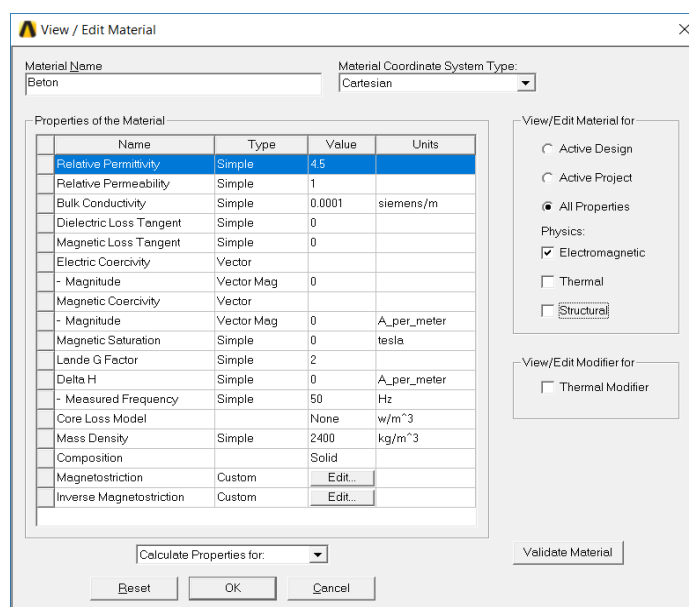 View / Edit Material
Material Name
Material Coordinate System Type:
Beton
Cartesian
Properties of the Material
View/Edit Material for
Name Type Value Units
Relative Permittivity Simple 4.5
Relative Permeability Simple 1
Bulk Conductivity Simple 0.0001 siemens/m
Dielectric Loss Tangent Simple 0
Magnetic Loss Tangent Simple 0
Electric Coercivity Vector
- Magnitude Vector Mag 0
Magnetic Coercivity Vector
- Magnitude Vector Mag 0 A_per_meter
Magnetic Saturation Simple 0 tesla
Lande G Factor Simple 2
Delta H Simple 0 A_per_meter
- Measured Frequency Simple 50 Hz
Core Loss Model None w/m^3
Mass Density Simple 2400 kg/m^3
Composition Solid
Magnetostriction Custom Edit...
Inverse Magnetostriction Custom Edit...
Active Design
Active Project
All Properties
Physics:
Electromagnetic
Thermal
Structural
View/Edit Modifier for
Thermal Modifier
Calculate Properties for:
Validate Material
Reset OK Cancel